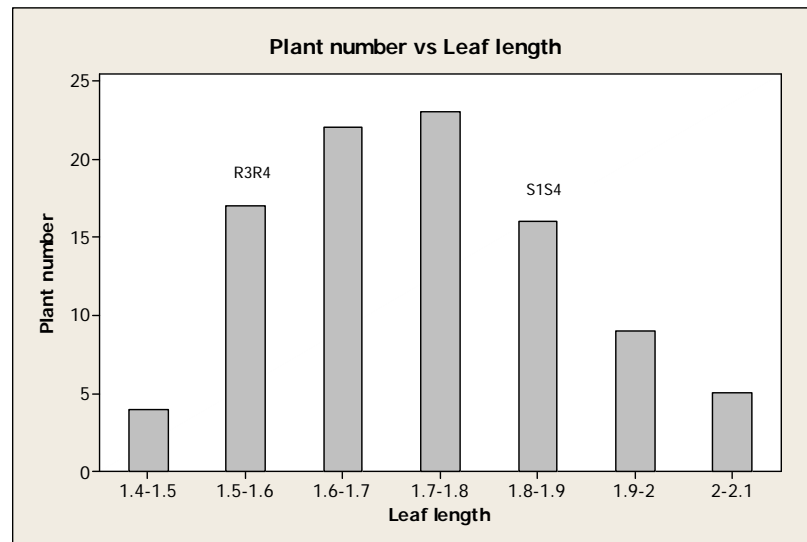 Plant number vs Leaf length
25
20
15
10
5
0
Plant number
R3R4
S1S4
1.4-1.5 1.5-1.6 1.6-1.7 1.7-1.8 1.8-1.9 1.9-2 2-2.1
Leaf length